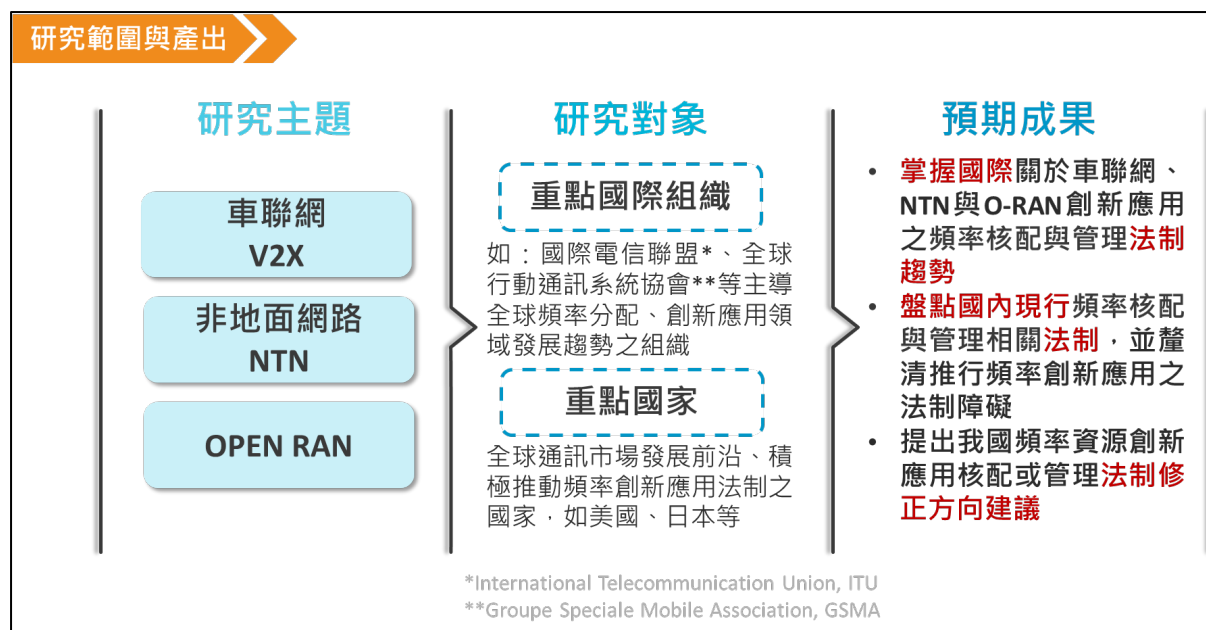 研究範圍與產出
研究主題
車聯網
V2X
非地面網路
NTN
OPEN RAN
研究對象
重點國際組織
如：國際電信聯盟*、全球
行動通訊系統協會**等主導
全球頻率分配、創新應用領
域發展趨勢之組織
重點國家
全球通訊市場發展前沿、積
極推動頻率創新應用法制之
國家，如美國、日本等
預期成果
• 掌握國際關於車聯網、
NTN與O-RAN創新應用
之頻率核配與管理法制
趨勢
• 盤點國內現行頻率核配
與管理相關法制，並釐
清推行頻率創新應用之
法制障礙
• 提出我國頻率資源創新
應用核配或管理法制修
正方向建議
*International Telecommunication Union, ITU
**Groupe Speciale Mobile Association, GSMA